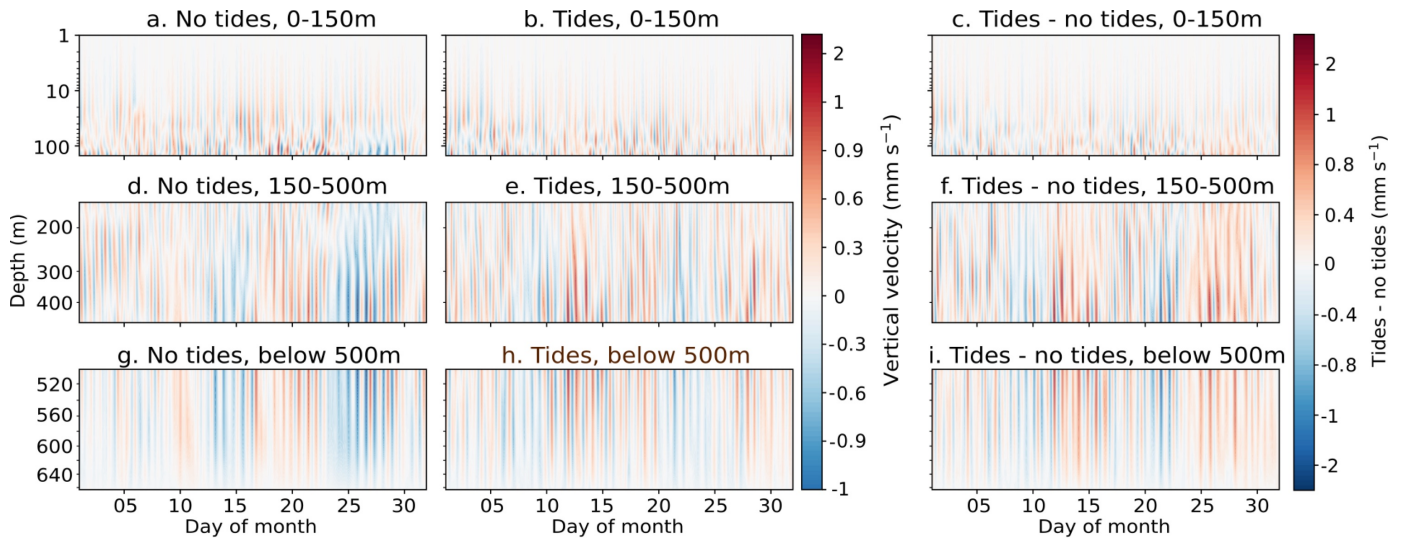 a. No tides, 0-150m
b. Tides, 0-150m
c. Tides - no tides, 0-150m
1
10
100
d. No tides, 150-500m
e. Tides, 150-500m
f. Tides - no tides, 150-500m
200
300
400
Depth (m)
g. No tides, below 500m
h. Tides, below 500m
i. Tides - no tides, below 500m
520
560
600
640
05 10 15 20 25 30
05 10 15 20 25 30
05 10 15 20 25 30
Day of month
Day of month
Day of month
2
1
0.9
0.6
0.3
0
-0.3
-0.6
-0.9
-1
Vertical velocity (mm s⁻¹)
2
1
0.8
0.4
0
-0.4
-0.8
-1
-2
Tides - no tides (mm s⁻¹)